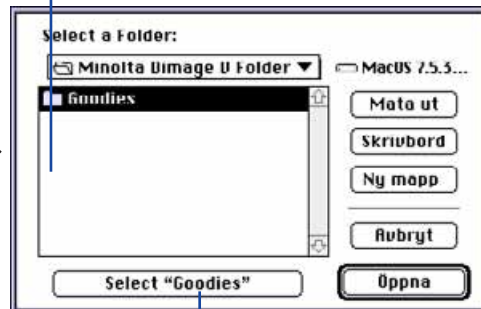 Select a Folder:
Minolta Dimage V Folder
MacOS 7.5.3...
Goodies
Mata ut
Skrivbord
Ny mapp
Avbryt
Select “Goodies”
Öppna